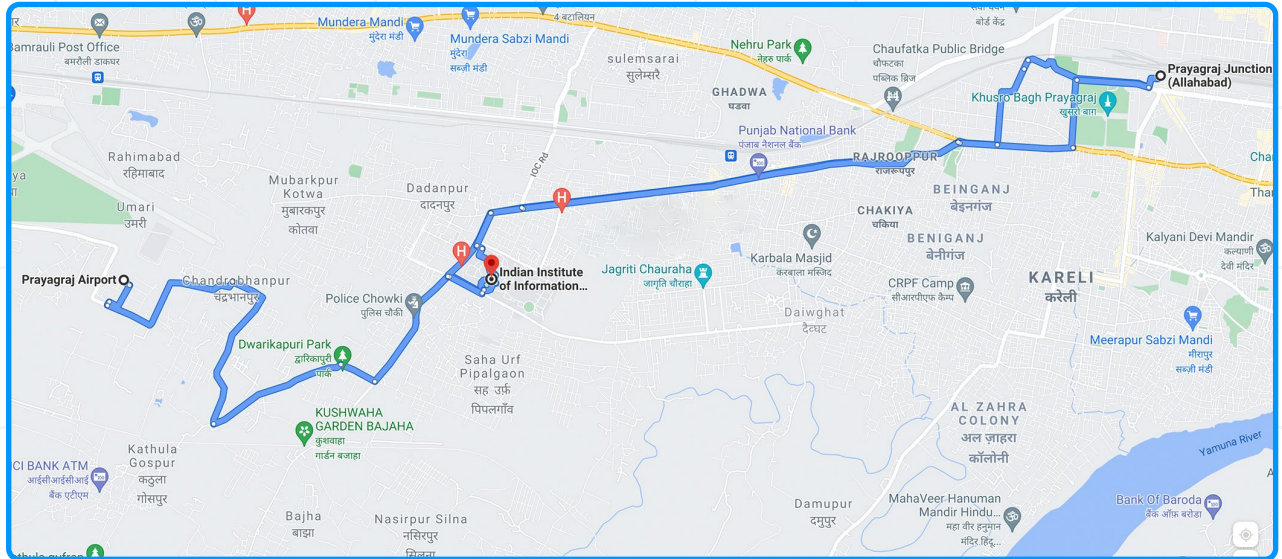 4 बटालियन
बोर्ड केंद्र
Mundera Mandi
मुंदेरा मंडी
Bamrauli Post Office
बमरौली डाकघर
Mundera Sabzi Mandi
मुंदेरा
सब्ज़ी मंडी
sulemsarai
सुलेमसरै
Nehru Park
नेहरु पार्क
Chaufatka Public Bridge
चौफटका
पब्लिक ब्रिज
Prayagraj Junction
(Allahabad)
GHADWA
घडवा
Khusro Bagh Prayagraj
खुसरो बाग
Punjab National Bank
पंजाब नैशनल बैंक
RAJROOPPUR
राजरूपपुर
Rahimabad
रहिमाबाद
IOC Rd
Mubarkpur
Kotwa
मुबारकपुर
कोतवा
Dadanpur
दादनपुर
BEINGANJ
बेइनगंज
Umari
उमरी
CHAKIYA
चकिया
BENIGANJ
बेनीगंज
Kalyani Devi Mandir
कल्याणी
देवी मंदिर
Karbala Masjid
करबाला मस्जिद
Jagriti Chauraha
जागृति चौराहा
Prayagraj Airport
Chandrabhanpur
चंद्रभानपुर
Indian Institute
of Information...
KARELI
करेली
CRPF Camp
सीआरपीएफ कैम्प
Police Chowki
पुलिस चौकी
Daiwghat
दैघाट
Dwarikapuri Park
द्वारिकापुरी
पार्क
Meerapur Sabzi Mandi
मीरापुर
सब्ज़ी मंडी
Saha Urf
Pipalgaon
सह उर्फ़
पिपलगाँव
KUSHWAHA
GARDEN BAJAHA
कुशवाहा
गार्डन बजाहा
AL ZAHRA
COLONY
अल ज़ाहरा
कॉलोनी
Yamuna River
Kathula
Gospur
कठुला
गोसपुर
CI BANK ATM
आईसीआईसीआई
बैंक एटीएम
Bajha
बाझा
Nasirpur Silna
नसिरपुर
सिलना
Damupur
दमुपुर
MahaVeer Hanuman
Mandir Hindu...
महा वीर हनुमान
मंदिर हिंदू...
Bank Of Baroda
बैंक ऑफ़ बरोडा